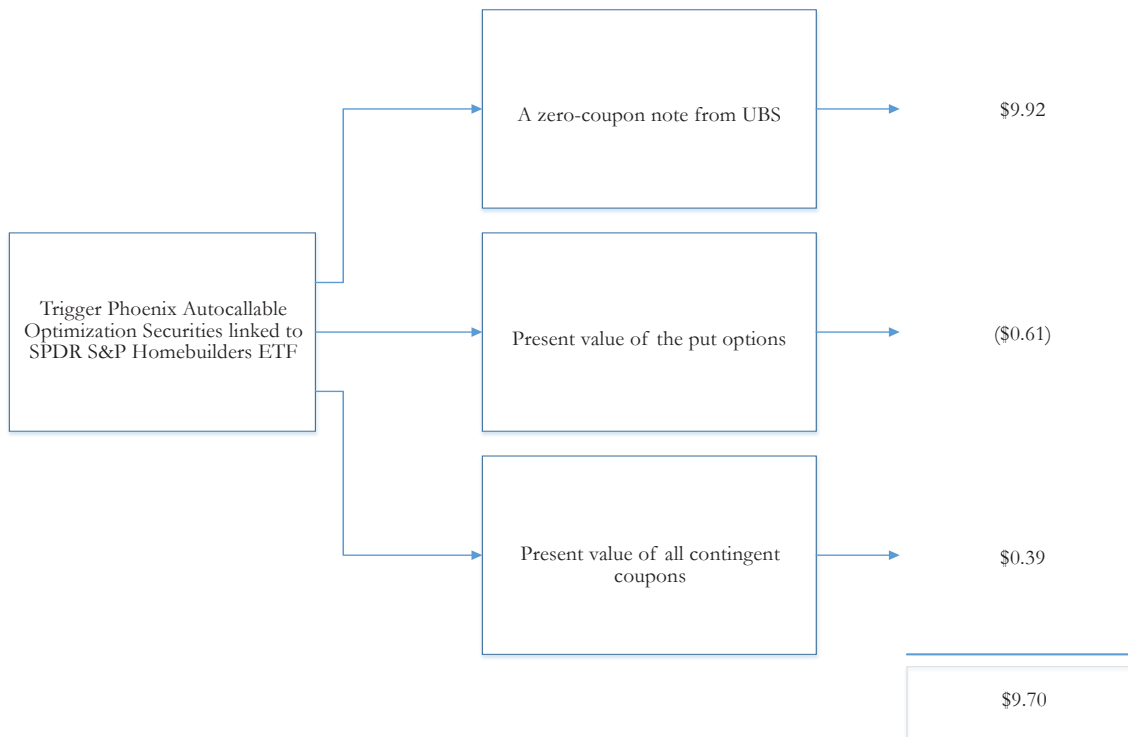 A zero-coupon note from UBS
$9.92
Trigger Phoenix Autocallable
Optimization Securities linked to
SPDR S&P Homebuilders ETF
Present value of the put options
($0.61)
Present value of all contingent
coupons
$0.39
$9.70